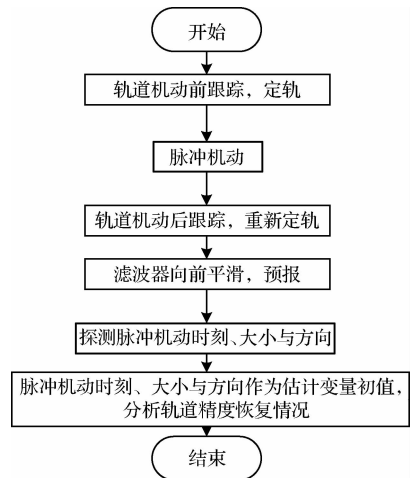 开始
轨道机动前跟踪，定轨
脉冲机动
轨道机动后跟踪，重新定轨
滤波器向前平滑，预报
探测脉冲机动时刻、大小与方向
脉冲机动时刻、大小与方向作为估计变量初值，
分析轨道精度恢复情况
结束